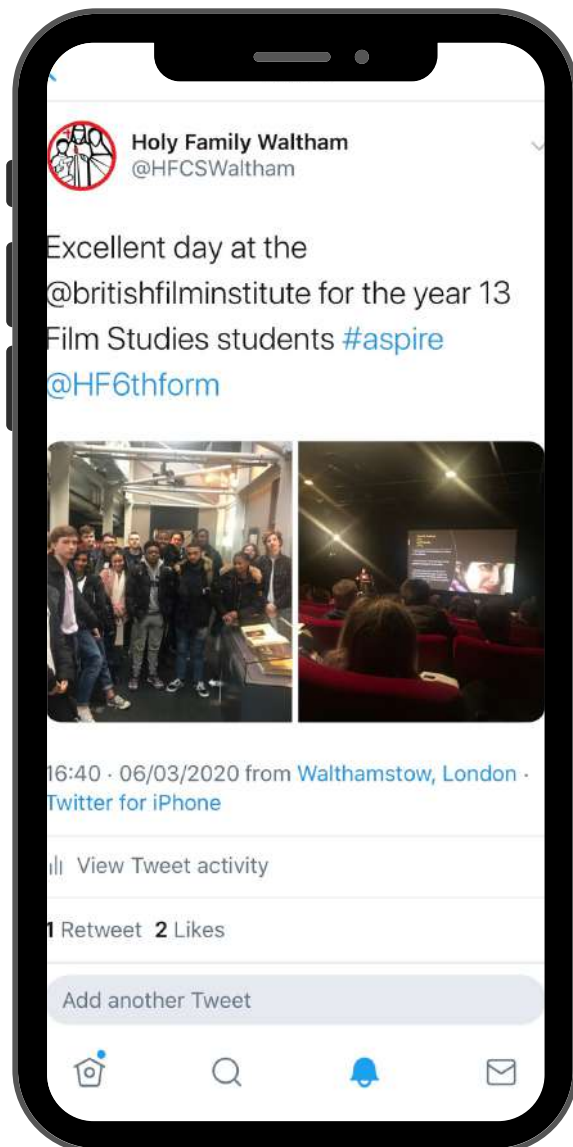 Holy Family Waltham
@HFCSWaltham
Excellent day at the
@britishfilminstitute for the year 13
Film Studies students #aspire
@HF6thform
16:40 · 06/03/2020 from Walthamstow, London ·
Twitter for iPhone
View Tweet activity
1 Retweet 2 Likes
Add another Tweet